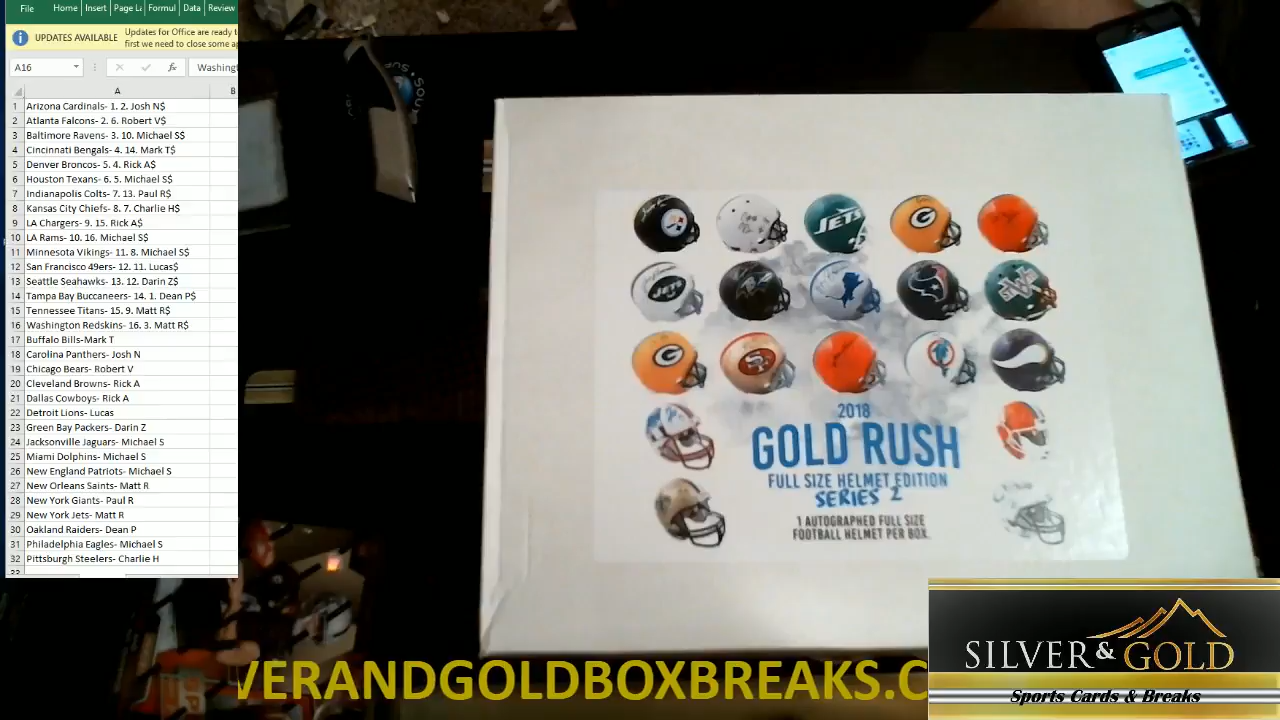 File Home Insert Page La Formul Data Review
UPDATES AVAILABLE Updates for Office are ready t
first we need to close some ap
A16 fx Washingt
A B
1 Arizona Cardinals- 1. 2. Josh N$
2 Atlanta Falcons- 2. 6. Robert V$
3 Baltimore Ravens- 3. 10. Michael S$
4 Cincinnati Bengals- 4. 14. Mark T$
5 Denver Broncos- 5. 4. Rick A$
6 Houston Texans- 6. 5. Michael S$
7 Indianapolis Colts- 7. 13. Paul R$
8 Kansas City Chiefs- 8. 7. Charlie H$
9 LA Chargers- 9. 15. Rick A$
10 LA Rams- 10. 16. Michael S$
11 Minnesota Vikings- 11. 8. Michael S$
12 San Francisco 49ers- 12. 11. Lucas$
13 Seattle Seahawks- 13. 12. Darin Z$
14 Tampa Bay Buccaneers- 14. 1. Dean P$
15 Tennessee Titans- 15. 9. Matt R$
16 Washington Redskins- 16. 3. Matt R$
17 Buffalo Bills-Mark T
18 Carolina Panthers- Josh N
19 Chicago Bears- Robert V
20 Cleveland Browns- Rick A
21 Dallas Cowboys- Rick A
22 Detroit Lions- Lucas
23 Green Bay Packers- Darin Z
24 Jacksonville Jaguars- Michael S
25 Miami Dolphins- Michael S
26 New England Patriots- Michael S
27 New Orleans Saints- Matt R
28 New York Giants- Paul R
29 New York Jets- Matt R
30 Oakland Raiders- Dean P
31 Philadelphia Eagles- Michael S
32 Pittsburgh Steelers- Charlie H
33
JETS
G
JETS
G
2018
GOLD RUSH
FULL SIZE HELMET EDITION
SERIES 2
1 AUTOGRAPHED FULL SIZE
FOOTBALL HELMET PER BOX.
VERANDGOLDBOXBREAKS.C
SILVER & GOLD
Sports Cards & Breaks